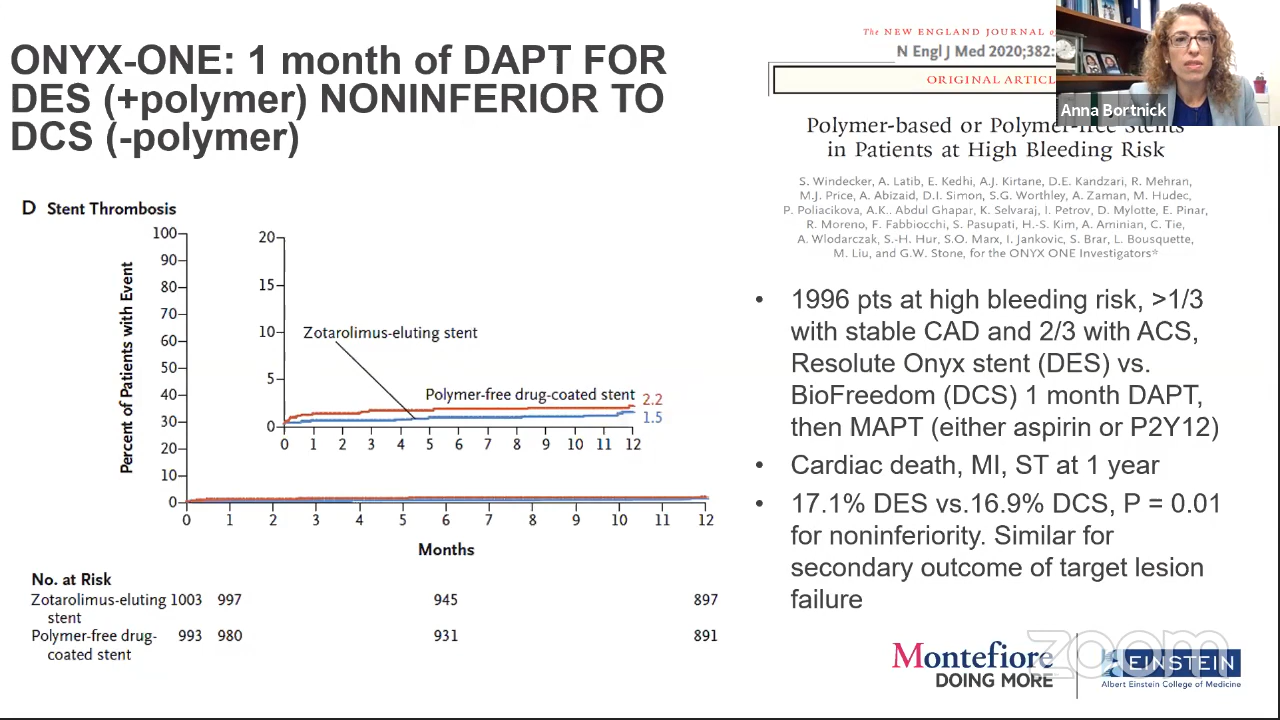 ONYX-ONE: 1 month of DAPT FOR
DES (+polymer) NONINFERIOR TO
DCS (-polymer)
The NEW ENGLAND JOURNAL
N Engl J Med 2020;382:
ORIGINAL ARTIC
Anna Bortnick
Polymer-based or Polymer-free Stents
in Patients at High Bleeding Risk
S. Windecker, A. Latib, E. Kedhi, A.J. Kirtane, D.E. Kandzari, R. Mehran,
M.J. Price, A. Abizaid, D.I. Simon, S.G. Worthley, A. Zaman, M. Hudec,
P. Poliacikova, A.K.. Abdul Ghapar, K. Selvaraj, I. Petrov, D. Mylotte, E. Pinar,
R. Moreno, F. Fabbiocchi, S. Pasupati, H.-S. Kim, A. Aminian, C. Tie,
A. Wlodarczak, S.-H. Hur, S.O. Marx, I. Jankovic, S. Brar, L. Bousquette,
M. Liu, and G.W. Stone, for the ONYX ONE Investigators*
D Stent Thrombosis
Percent of Patients with Event
100
90
80
70
60
50
40
30
20
10
0
20
15
10
5
0
Zotarolimus-eluting stent
Polymer-free drug-coated stent
2.2
1.5
0 1 2 3 4 5 6 7 8 9 10 11 12
0 1 2 3 4 5 6 7 8 9 10 11 12
Months
No. at Risk
Zotarolimus-eluting 1003 997 945 897
stent
Polymer-free drug- 993 980 931 891
coated stent
• 1996 pts at high bleeding risk, >1/3
with stable CAD and 2/3 with ACS,
Resolute Onyx stent (DES) vs.
BioFreedom (DCS) 1 month DAPT,
then MAPT (either aspirin or P2Y12)
• Cardiac death, MI, ST at 1 year
• 17.1% DES vs.16.9% DCS, P = 0.01
for noninferiority. Similar for
secondary outcome of target lesion
failure
Montefiore
DOING MORE
zoom
EINSTEIN
Albert Einstein College of Medicine